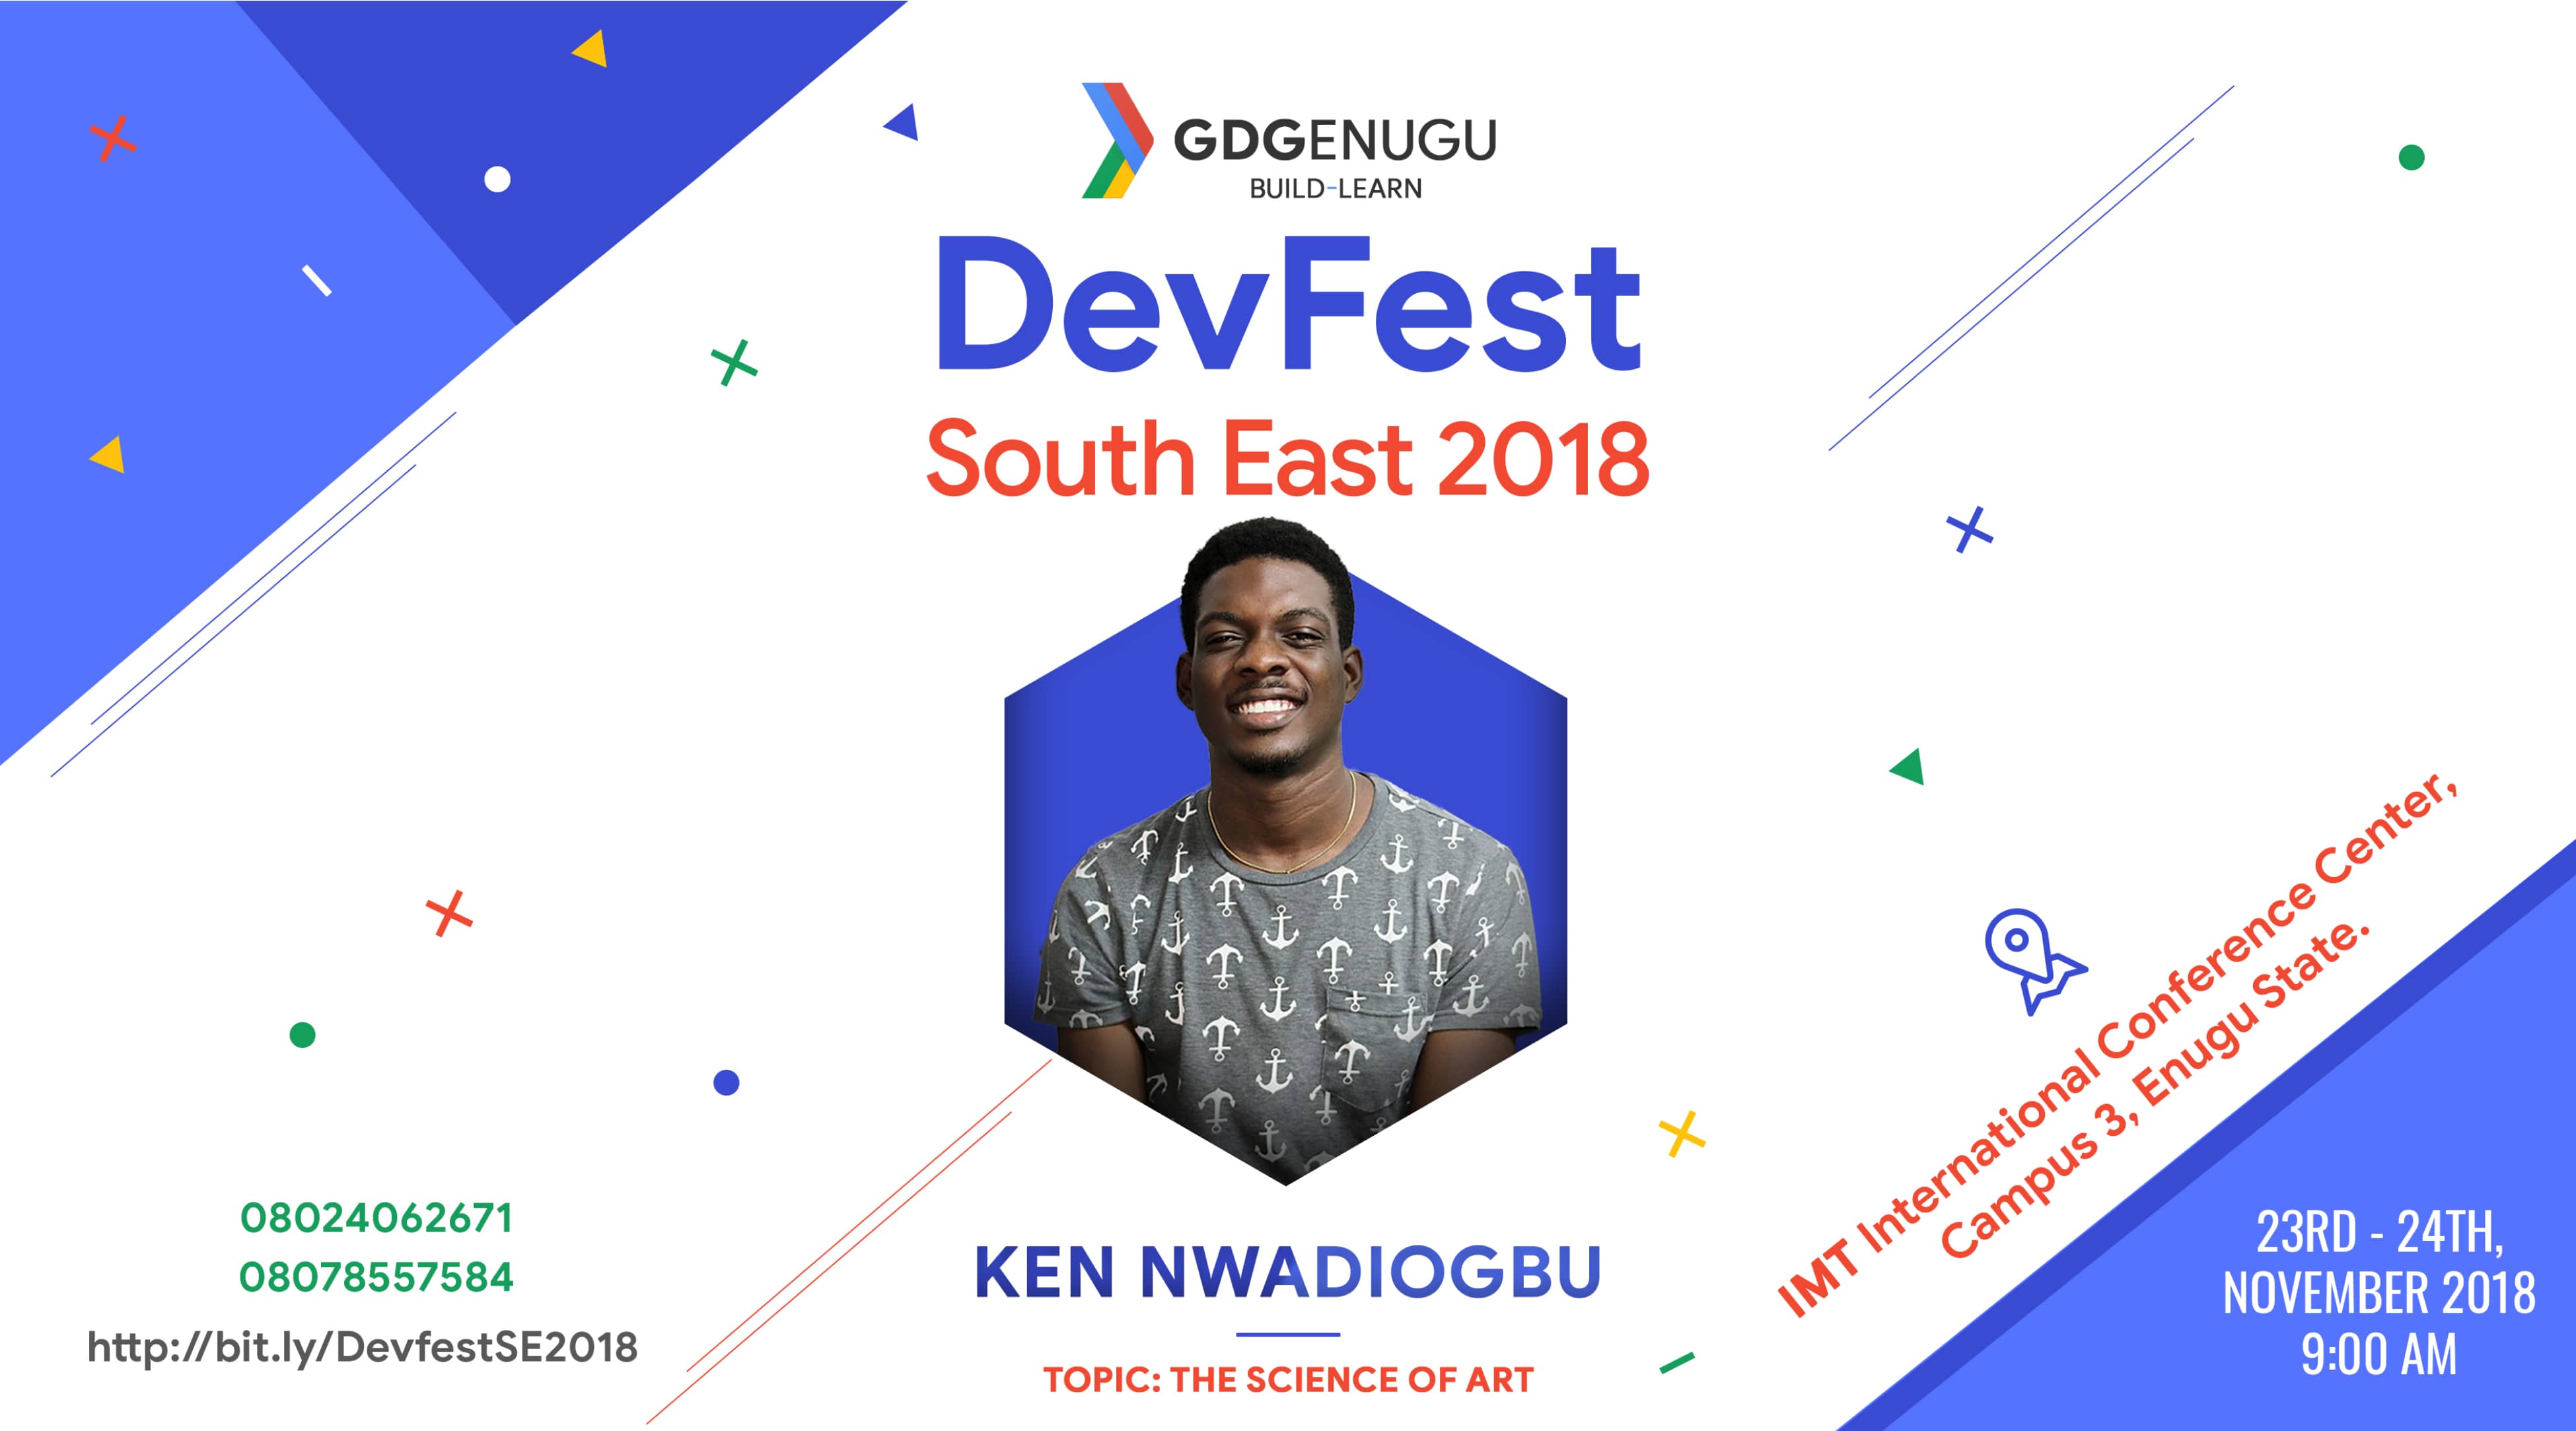 GDGENUGU
BUILD-LEARN
DevFest
South East 2018
IMT International Conference Center,
Campus 3, Enugu State.
08024062671
08078557584
http://bit.ly/DevfestSE2018
KEN NWADIOGBU
TOPIC: THE SCIENCE OF ART
23RD - 24TH,
NOVEMBER 2018
9:00 AM